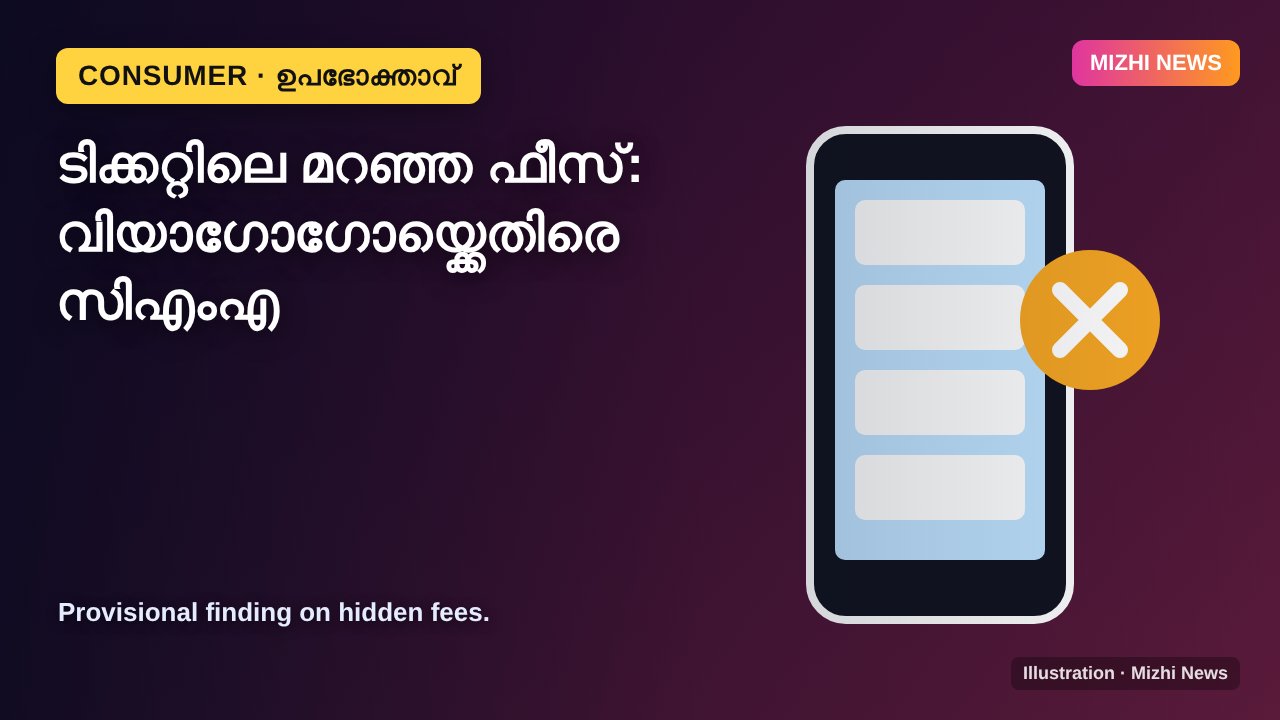 CONSUMER · ഉപഭോക്താവ്
MIZHI NEWS
ടിക്കറ്റിലെ മറഞ്ഞ ഫീസ്:
വിയാഗോഗോയ്ക്കെതിരെ
സിഎംഎ
Provisional finding on hidden fees.
Illustration · Mizhi News